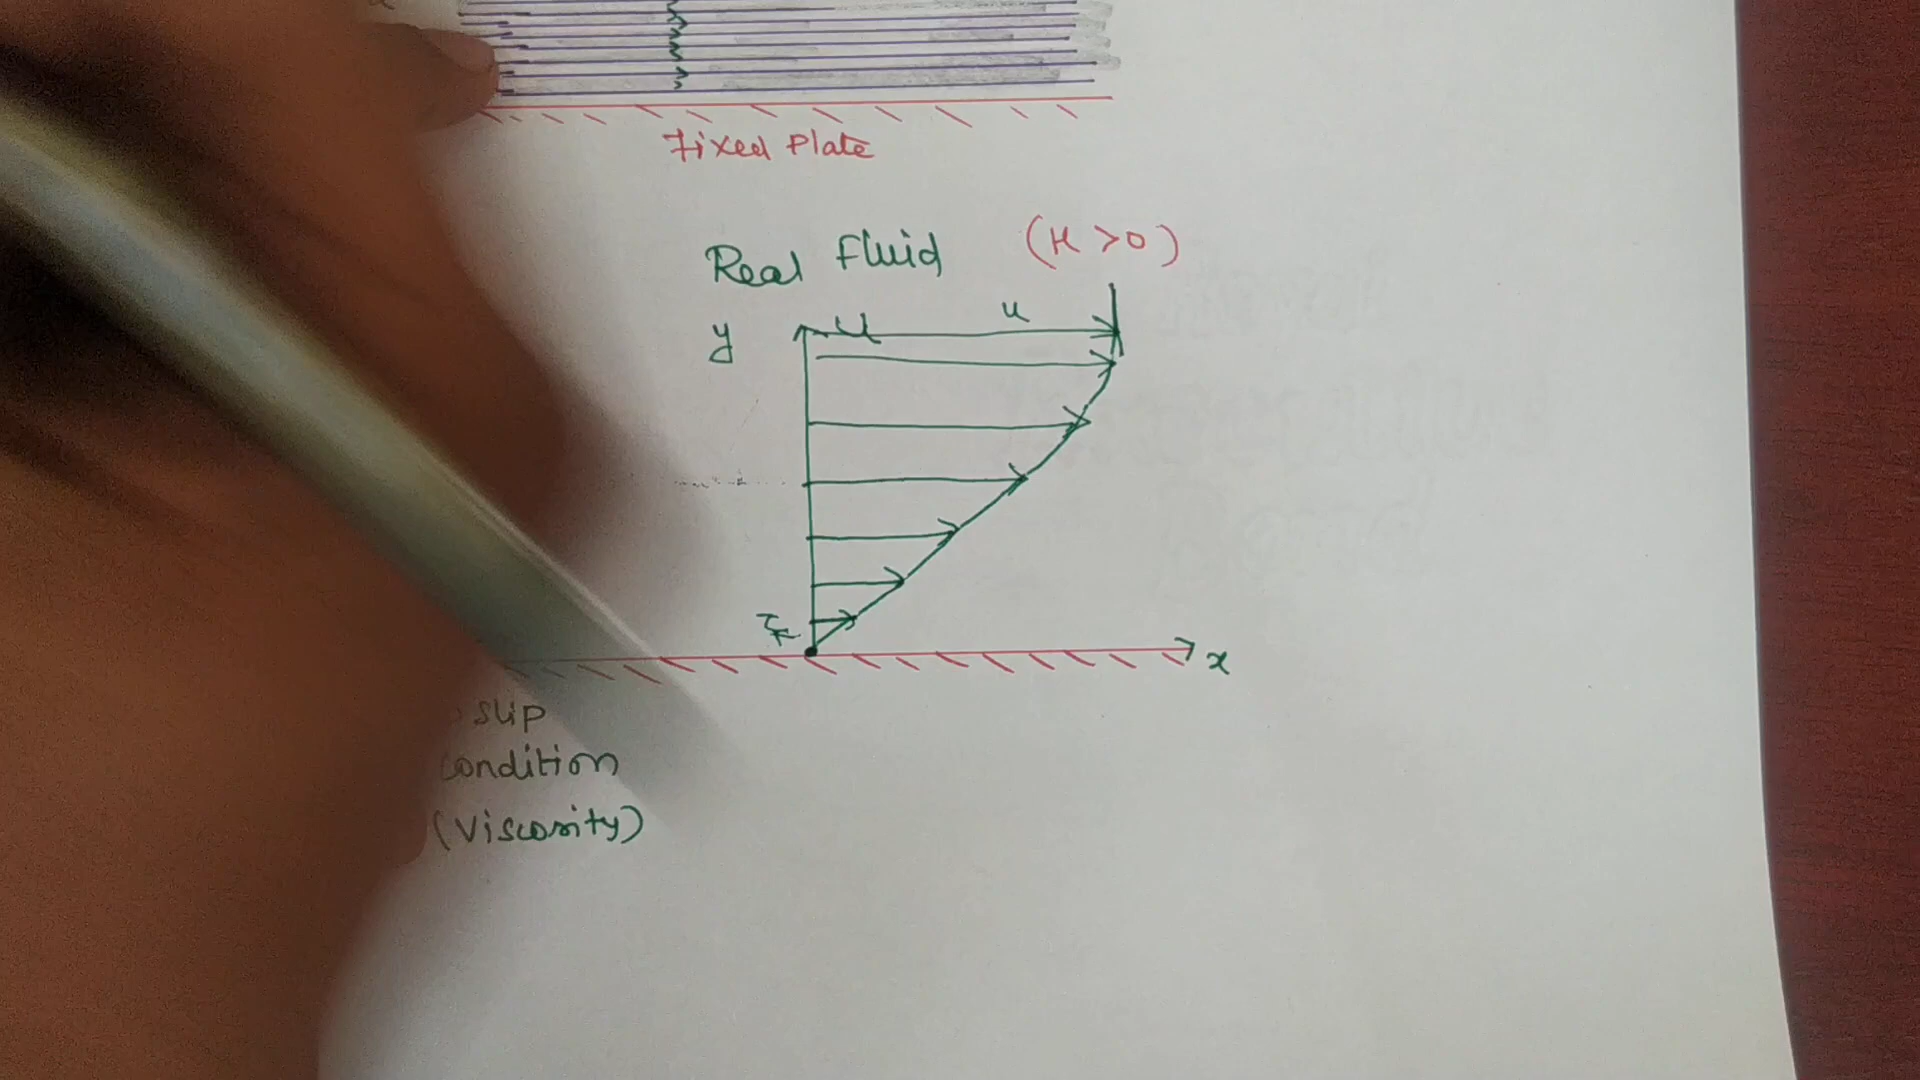 Fixed Plate
Real Fluid (μ >0)
y u
x
slip
condition
(Viscosity)